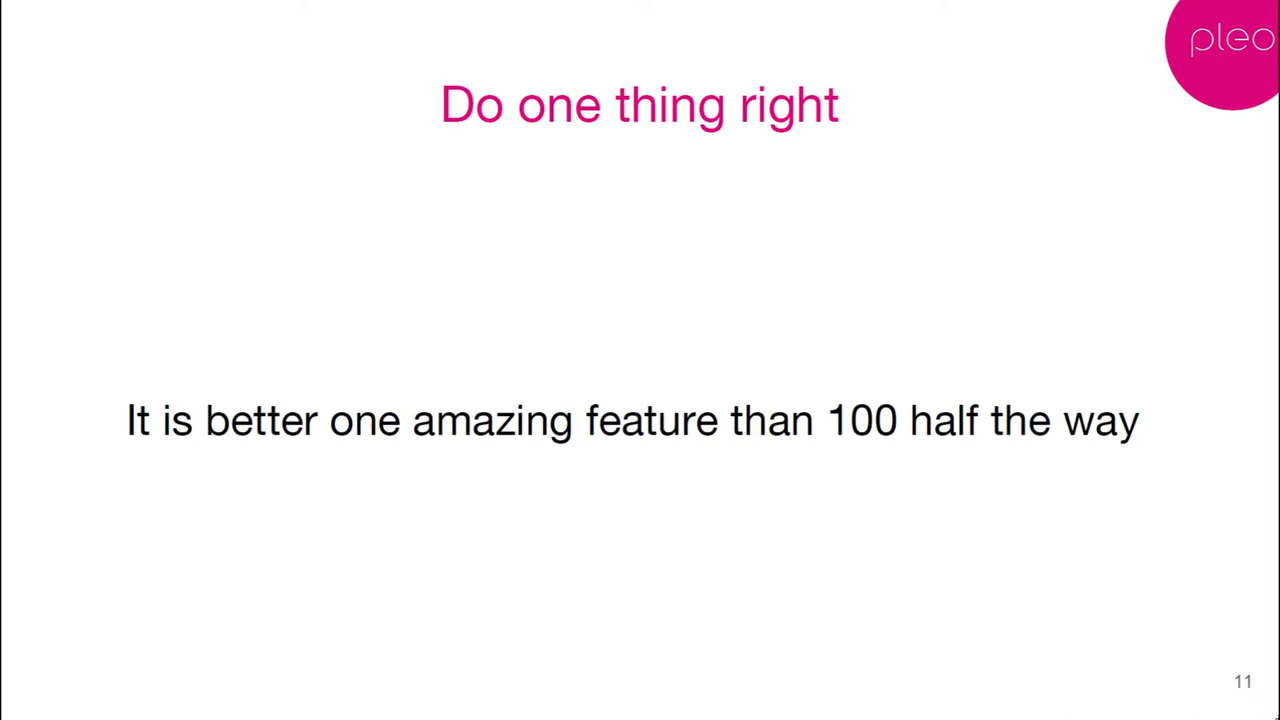 pleo
Do one thing right
It is better one amazing feature than 100 half the way
11